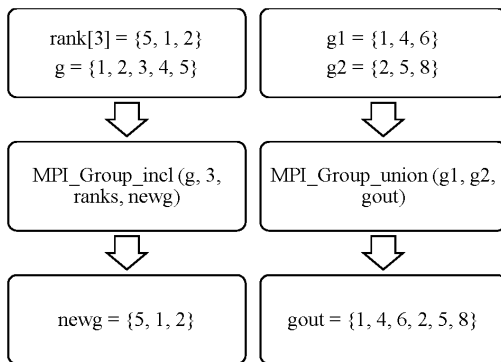 rank[3] = {5, 1, 2}
g = {1, 2, 3, 4, 5}
MPI_Group_incl (g, 3,
ranks, newg)
newg = {5, 1, 2}
g1 = {1, 4, 6}
g2 = {2, 5, 8}
MPI_Group_union (g1, g2,
gout)
gout = {1, 4, 6, 2, 5, 8}